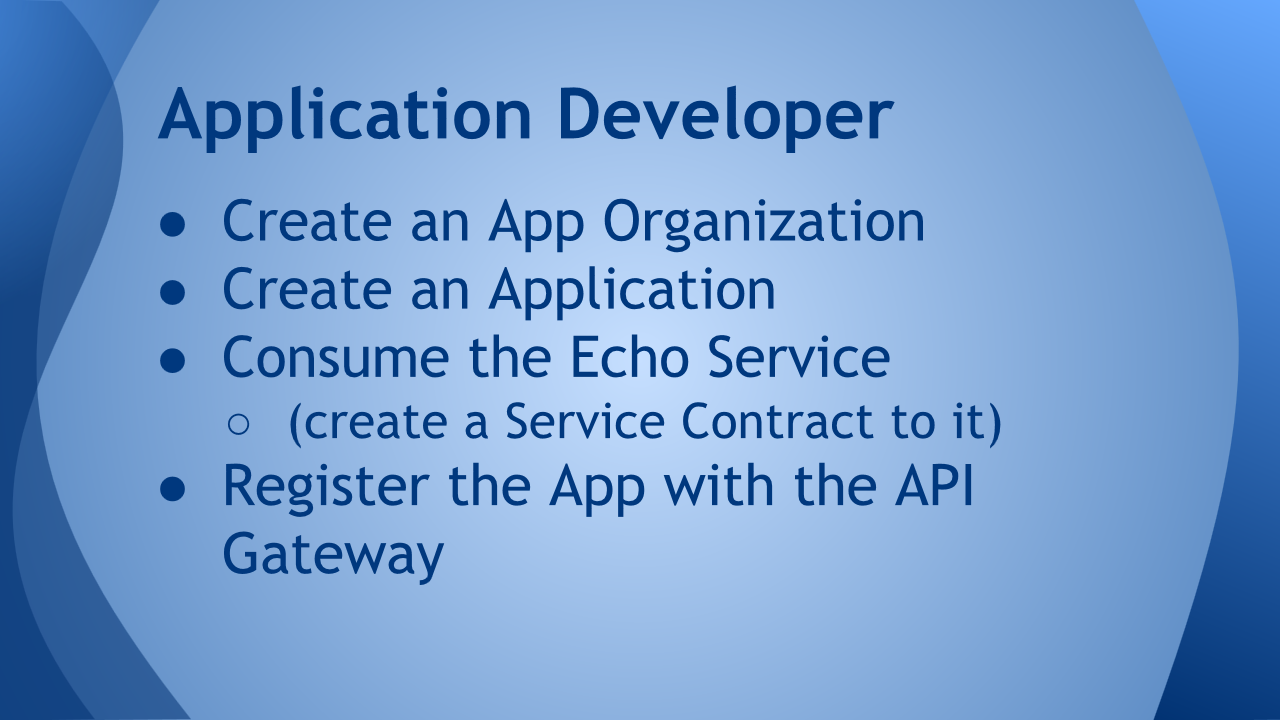 Application Developer
● Create an App Organization
● Create an Application
● Consume the Echo Service
○ (create a Service Contract to it)
● Register the App with the API
Gateway